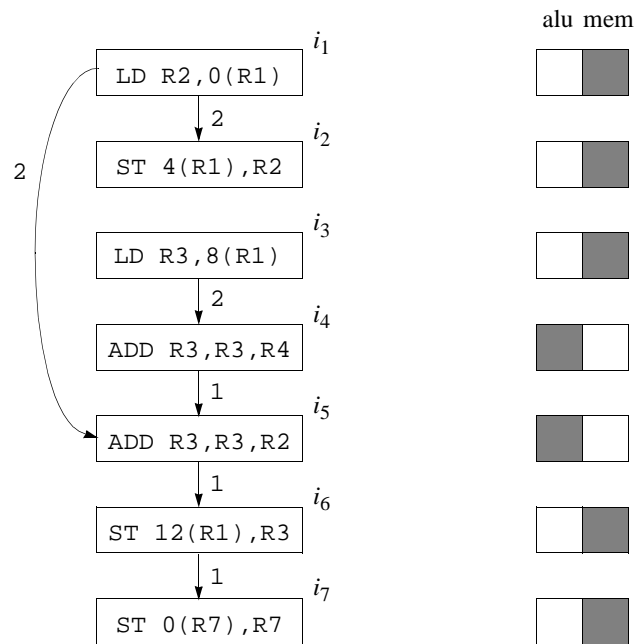 alu mem
i1
LD R2,0(R1)
2
i2
ST 4(R1),R2
2
i3
LD R3,8(R1)
2
i4
ADD R3,R3,R4
1
i5
ADD R3,R3,R2
1
i6
ST 12(R1),R3
1
i7
ST 0(R7),R7